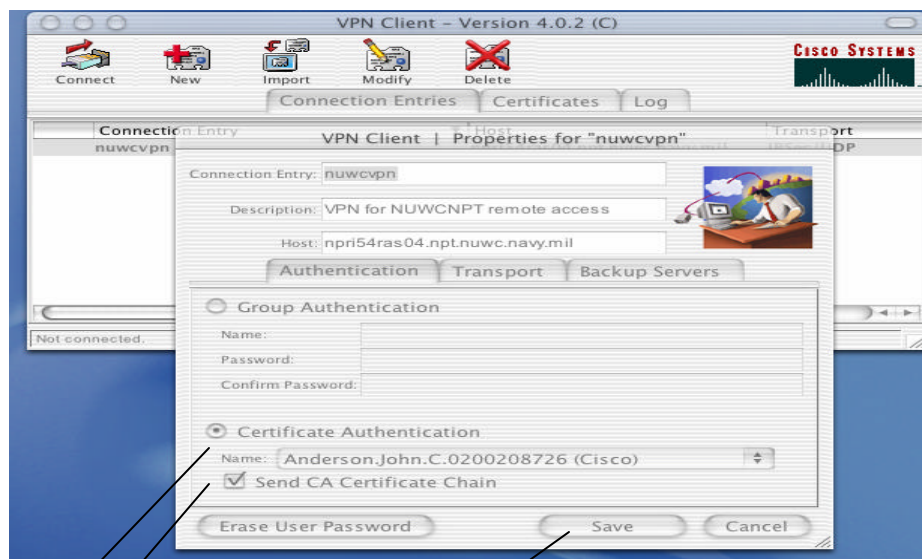 VPN Client – Version 4.0.2 (C)
Connect
New
Import
Modify
Delete
CISCO SYSTEMS
Connection Entries
Certificates
Log
Connection Entry
Host
Transport
nuwcvpn
IPSec/UDP
VPN Client | Properties for "nuwcvpn"
Connection Entry: nuwcvpn
Description: VPN for NUWCNPT remote access
Host: npri54ras04.npt.nuwc.navy.mil
Authentication
Transport
Backup Servers
Group Authentication
Name:
Password:
Confirm Password:
Not connected.
Certificate Authentication
Name: Anderson.John.C.0200208726 (Cisco)
Send CA Certificate Chain
Erase User Password
Save
Cancel